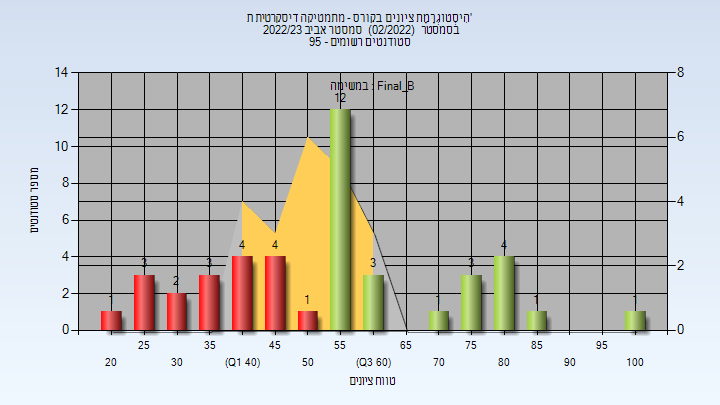 'היסטוגרמת ציונים בקורס - מתמטיקה דיסקרטית ת
בסמסטר (02/2022) סמסטר אביב 2022/23
סטודנטים רשומים - 95
במשימה : Final_B
מספר סטודנטים
14 12 10 8 6 4 2 0
8 6 4 2 0
1 3 2 3 4 4 1 12 3 1 3 4 1 1
25 35 45 55 65 75 85 95
20 30 (Q1 40) 50 (Q3 60) 70 80 90 100
טווח ציונים